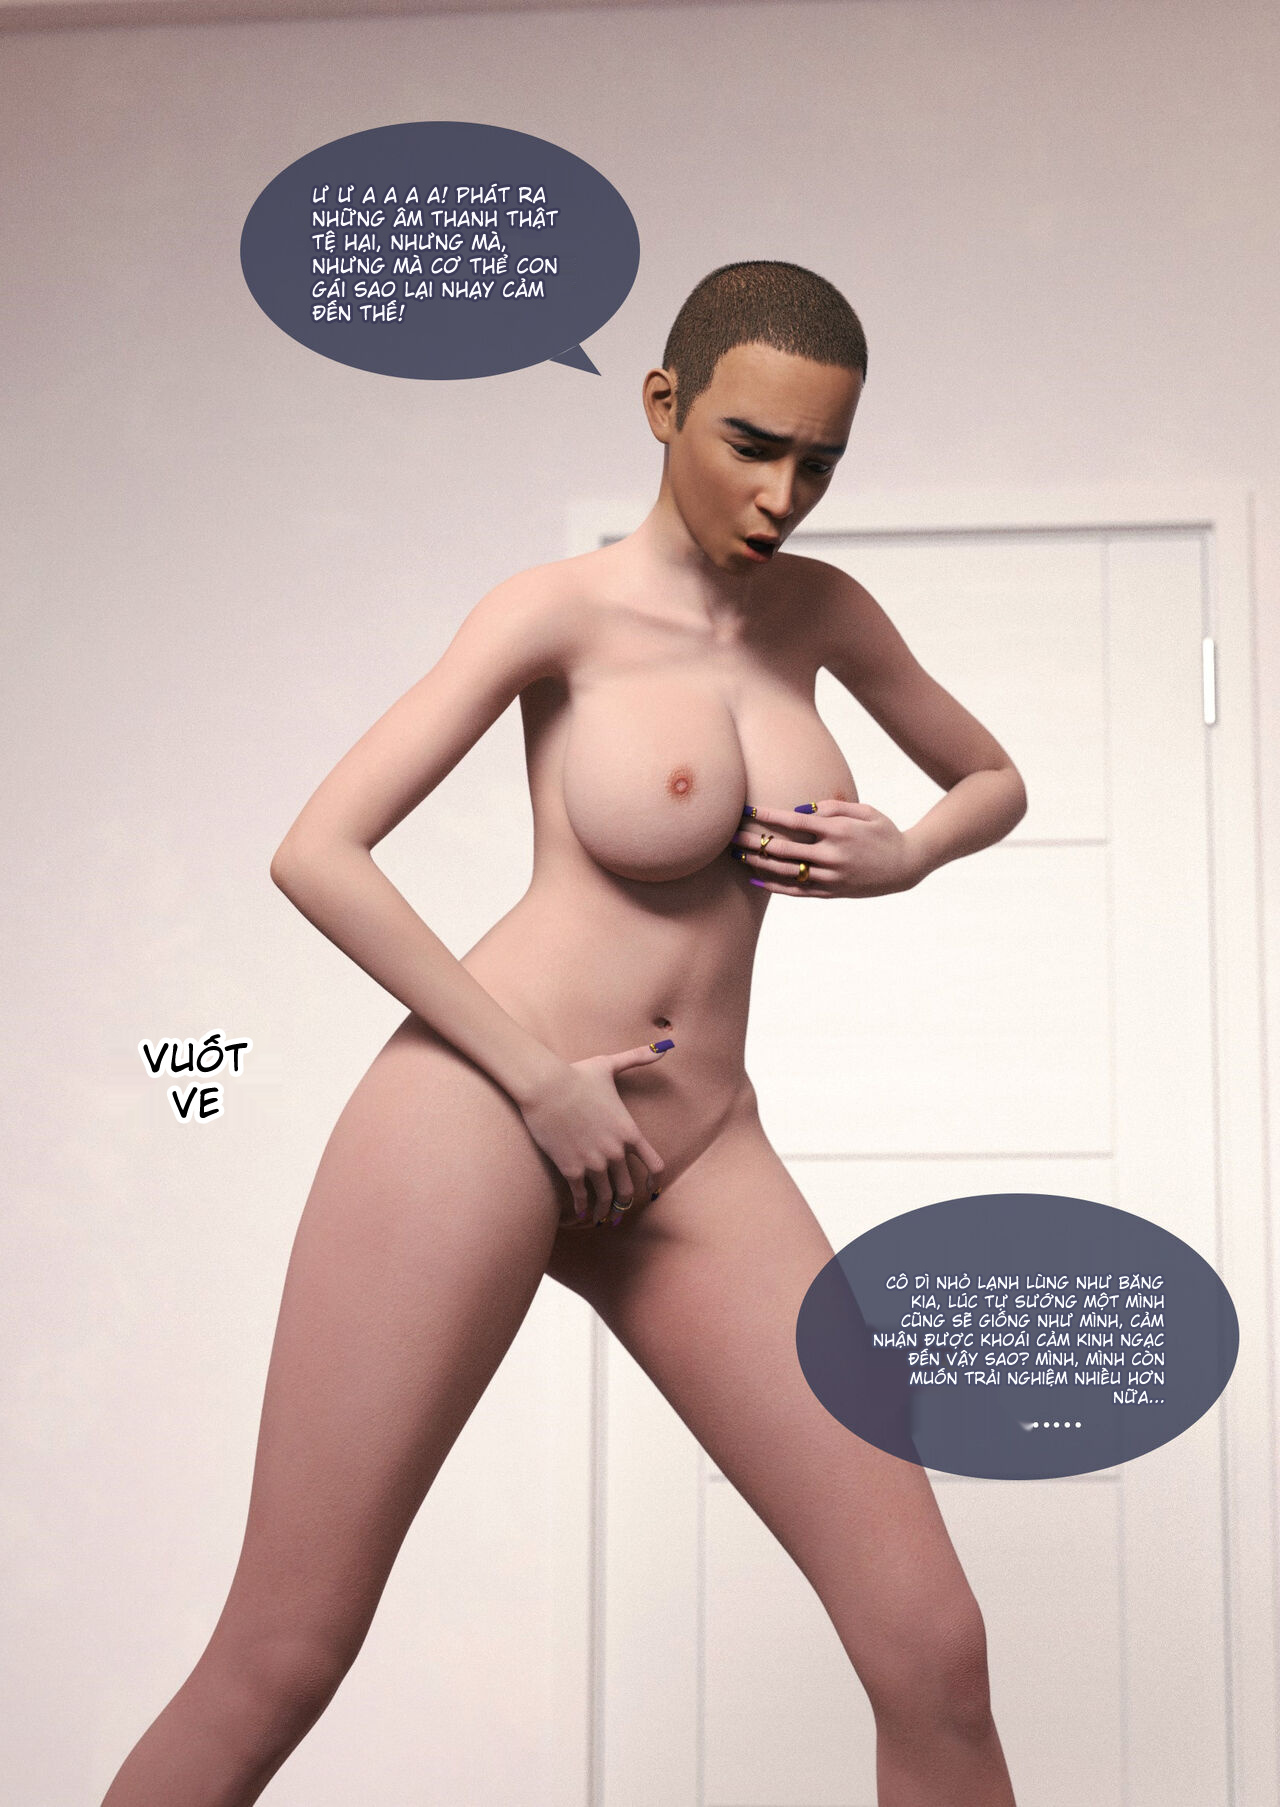 Ư Ư A A A A! PHÁT RA
NHỮNG ÂM THANH THẬT
TỆ HẠI, NHƯNG MÀ,
NHƯNG MÀ CƠ THỂ CON
GÁI SAO LẠI NHẠY CẢM
ĐẾN THẾ!
VUỐT
VE
CÔ DÌ NHỎ LẠNH LÙNG NHƯ BĂNG
KIA, LÚC TỰ SƯỚNG MỘT MÌNH
CŨNG SẼ GIỐNG NHƯ MÌNH, CẢM
NHẬN ĐƯỢC KHOÁI CẢM KINH NGẠC
ĐẾN VẬY SAO? MÌNH, MÌNH CÒN
MUỐN TRẢI NGHIỆM NHIỀU HƠN
NỮA...
.....